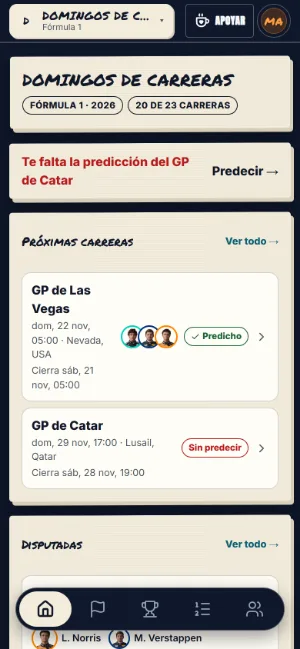 D
DOMINGOS DE C...
Fórmula 1
APOYAR
MA
DOMINGOS DE CARRERAS
FÓRMULA 1 · 2026
20 DE 23 CARRERAS
Te falta la predicción del GP
de Catar
Predecir →
PRÓXIMAS CARRERAS
Ver todo →
GP de Las
Vegas
dom, 22 nov,
05:00 · Nevada,
USA
Cierra sáb, 21
nov, 05:00
✓ Predicho
GP de Catar
dom, 29 nov, 17:00 · Lusail,
Qatar
Cierra sáb, 28 nov, 19:00
Sin predecir
DISPUTADAS
Ver todo →
L. Norris
M. Verstappen